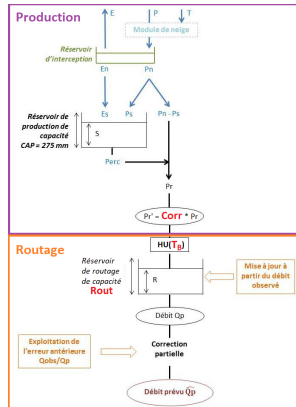 Production
E
P
T
Module de neige
Réservoir
d'interception
En
Pn
Es
Ps
Pn - Ps
Réservoir de
production de
capacité
CAP = 275 mm
S
Perc
Pr
Pr' = Corr * Pr
Routage
HU(TB)
Réservoir
de routage
de capacité
Rout
R
Mise à jour à
partir du débit
observé
Débit Qp
Exploitation de
l'erreur antérieure
Qobs/Qp
Correction
partielle
Débit prévu Q̂p